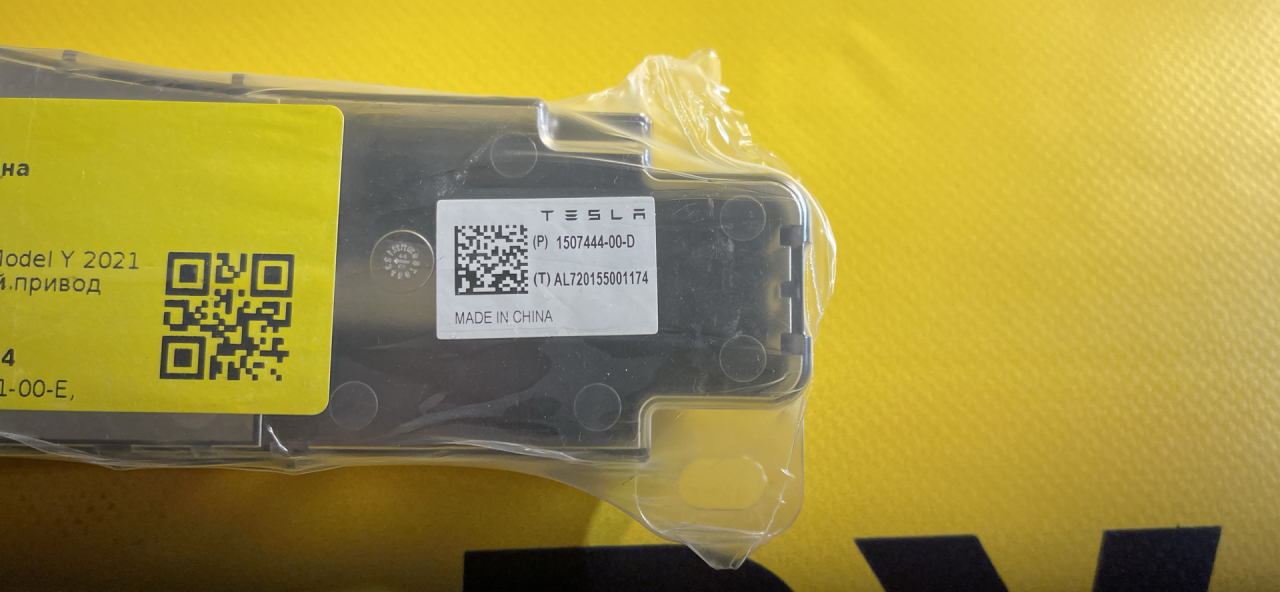 на
Model Y 2021
й.привод
4
1-00-E,
TESLA
(P) 1507444-00-D
(T) AL720155001174
MADE IN CHINA